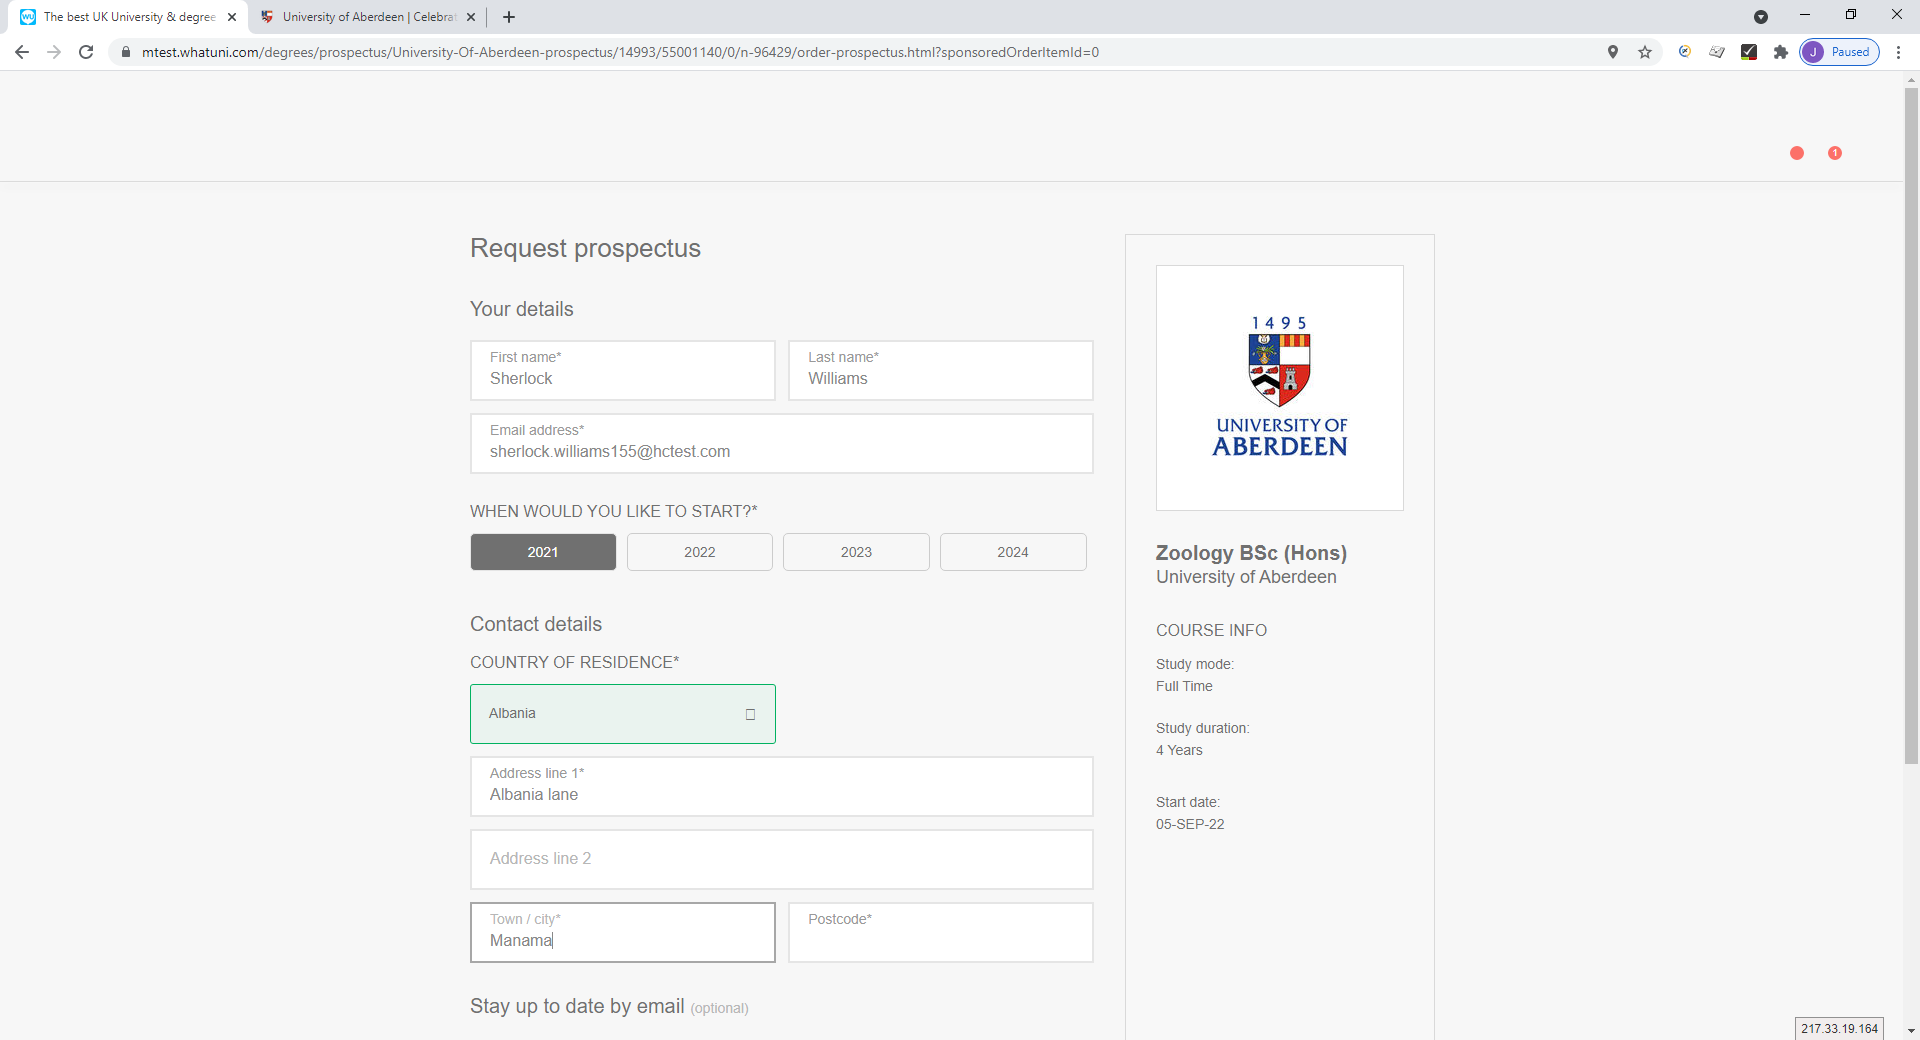 The best UK University & degree
University of Aberdeen | Celebrat
mtest.whatuni.com/degrees/prospectus/University-Of-Aberdeen-prospectus/14993/55001140/0/n-96429/order-prospectus.html?sponsoredOrderItemId=0
J Paused
1
Request prospectus
Your details
First name*
Sherlock
Last name*
Williams
Email address*
sherlock.williams155@hctest.com
WHEN WOULD YOU LIKE TO START?*
2021 2022 2023 2024
Contact details
COUNTRY OF RESIDENCE*
Albania
Address line 1*
Albania lane
Address line 2
Town / city*
Manama
Postcode*
Stay up to date by email (optional)
1495
UNIVERSITY OF
ABERDEEN
Zoology BSc (Hons)
University of Aberdeen
COURSE INFO
Study mode:
Full Time
Study duration:
4 Years
Start date:
05-SEP-22
217.33.19.164